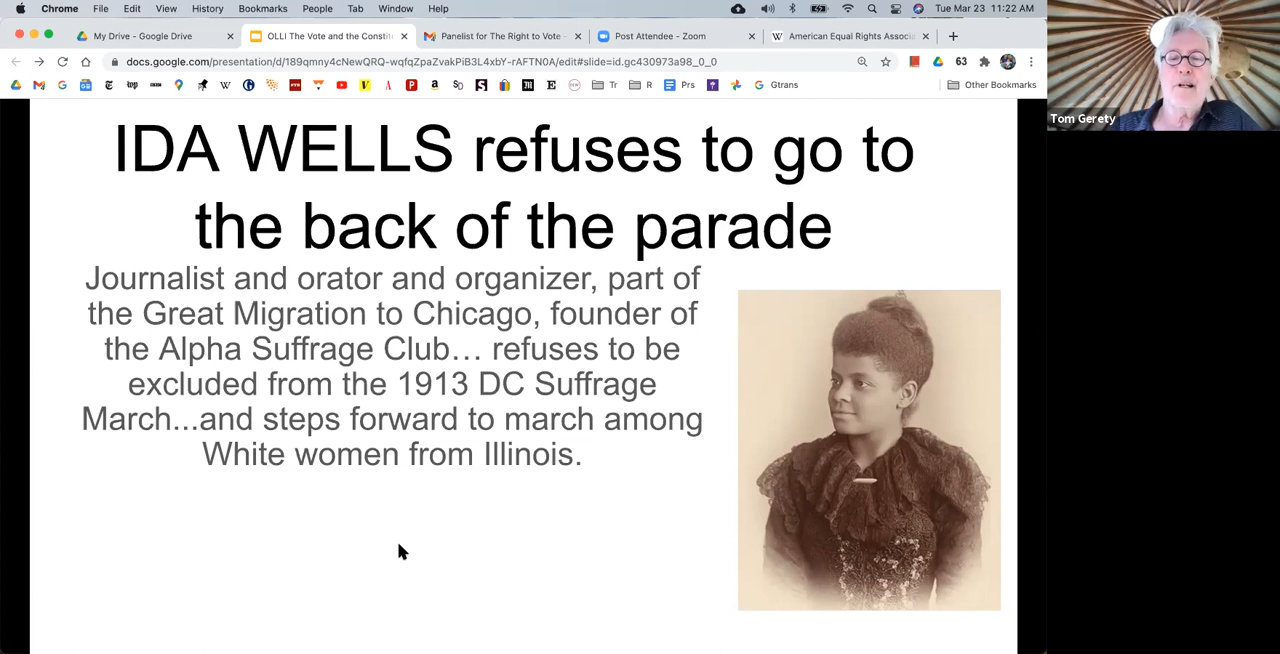 Chrome File Edit View History Bookmarks People Tab Window Help Tue Mar 23 11:22 AM
My Drive - Google Drive
OLLI The Vote and the Constit
Panelist for The Right to Vote -
Post Attendee - Zoom
American Equal Rights Associa
docs.google.com/presentation/d/189qmny4cNewQRQ-wqfqZpaZvakPiB3L4xbY-rAFTN0A/edit#slide=id.gc430973a98_0_0
63
Tr R Prs Gtrans Other Bookmarks
Tom Gerety
IDA WELLS refuses to go to
the back of the parade
Journalist and orator and organizer, part of
the Great Migration to Chicago, founder of
the Alpha Suffrage Club… refuses to be
excluded from the 1913 DC Suffrage
March...and steps forward to march among
White women from Illinois.